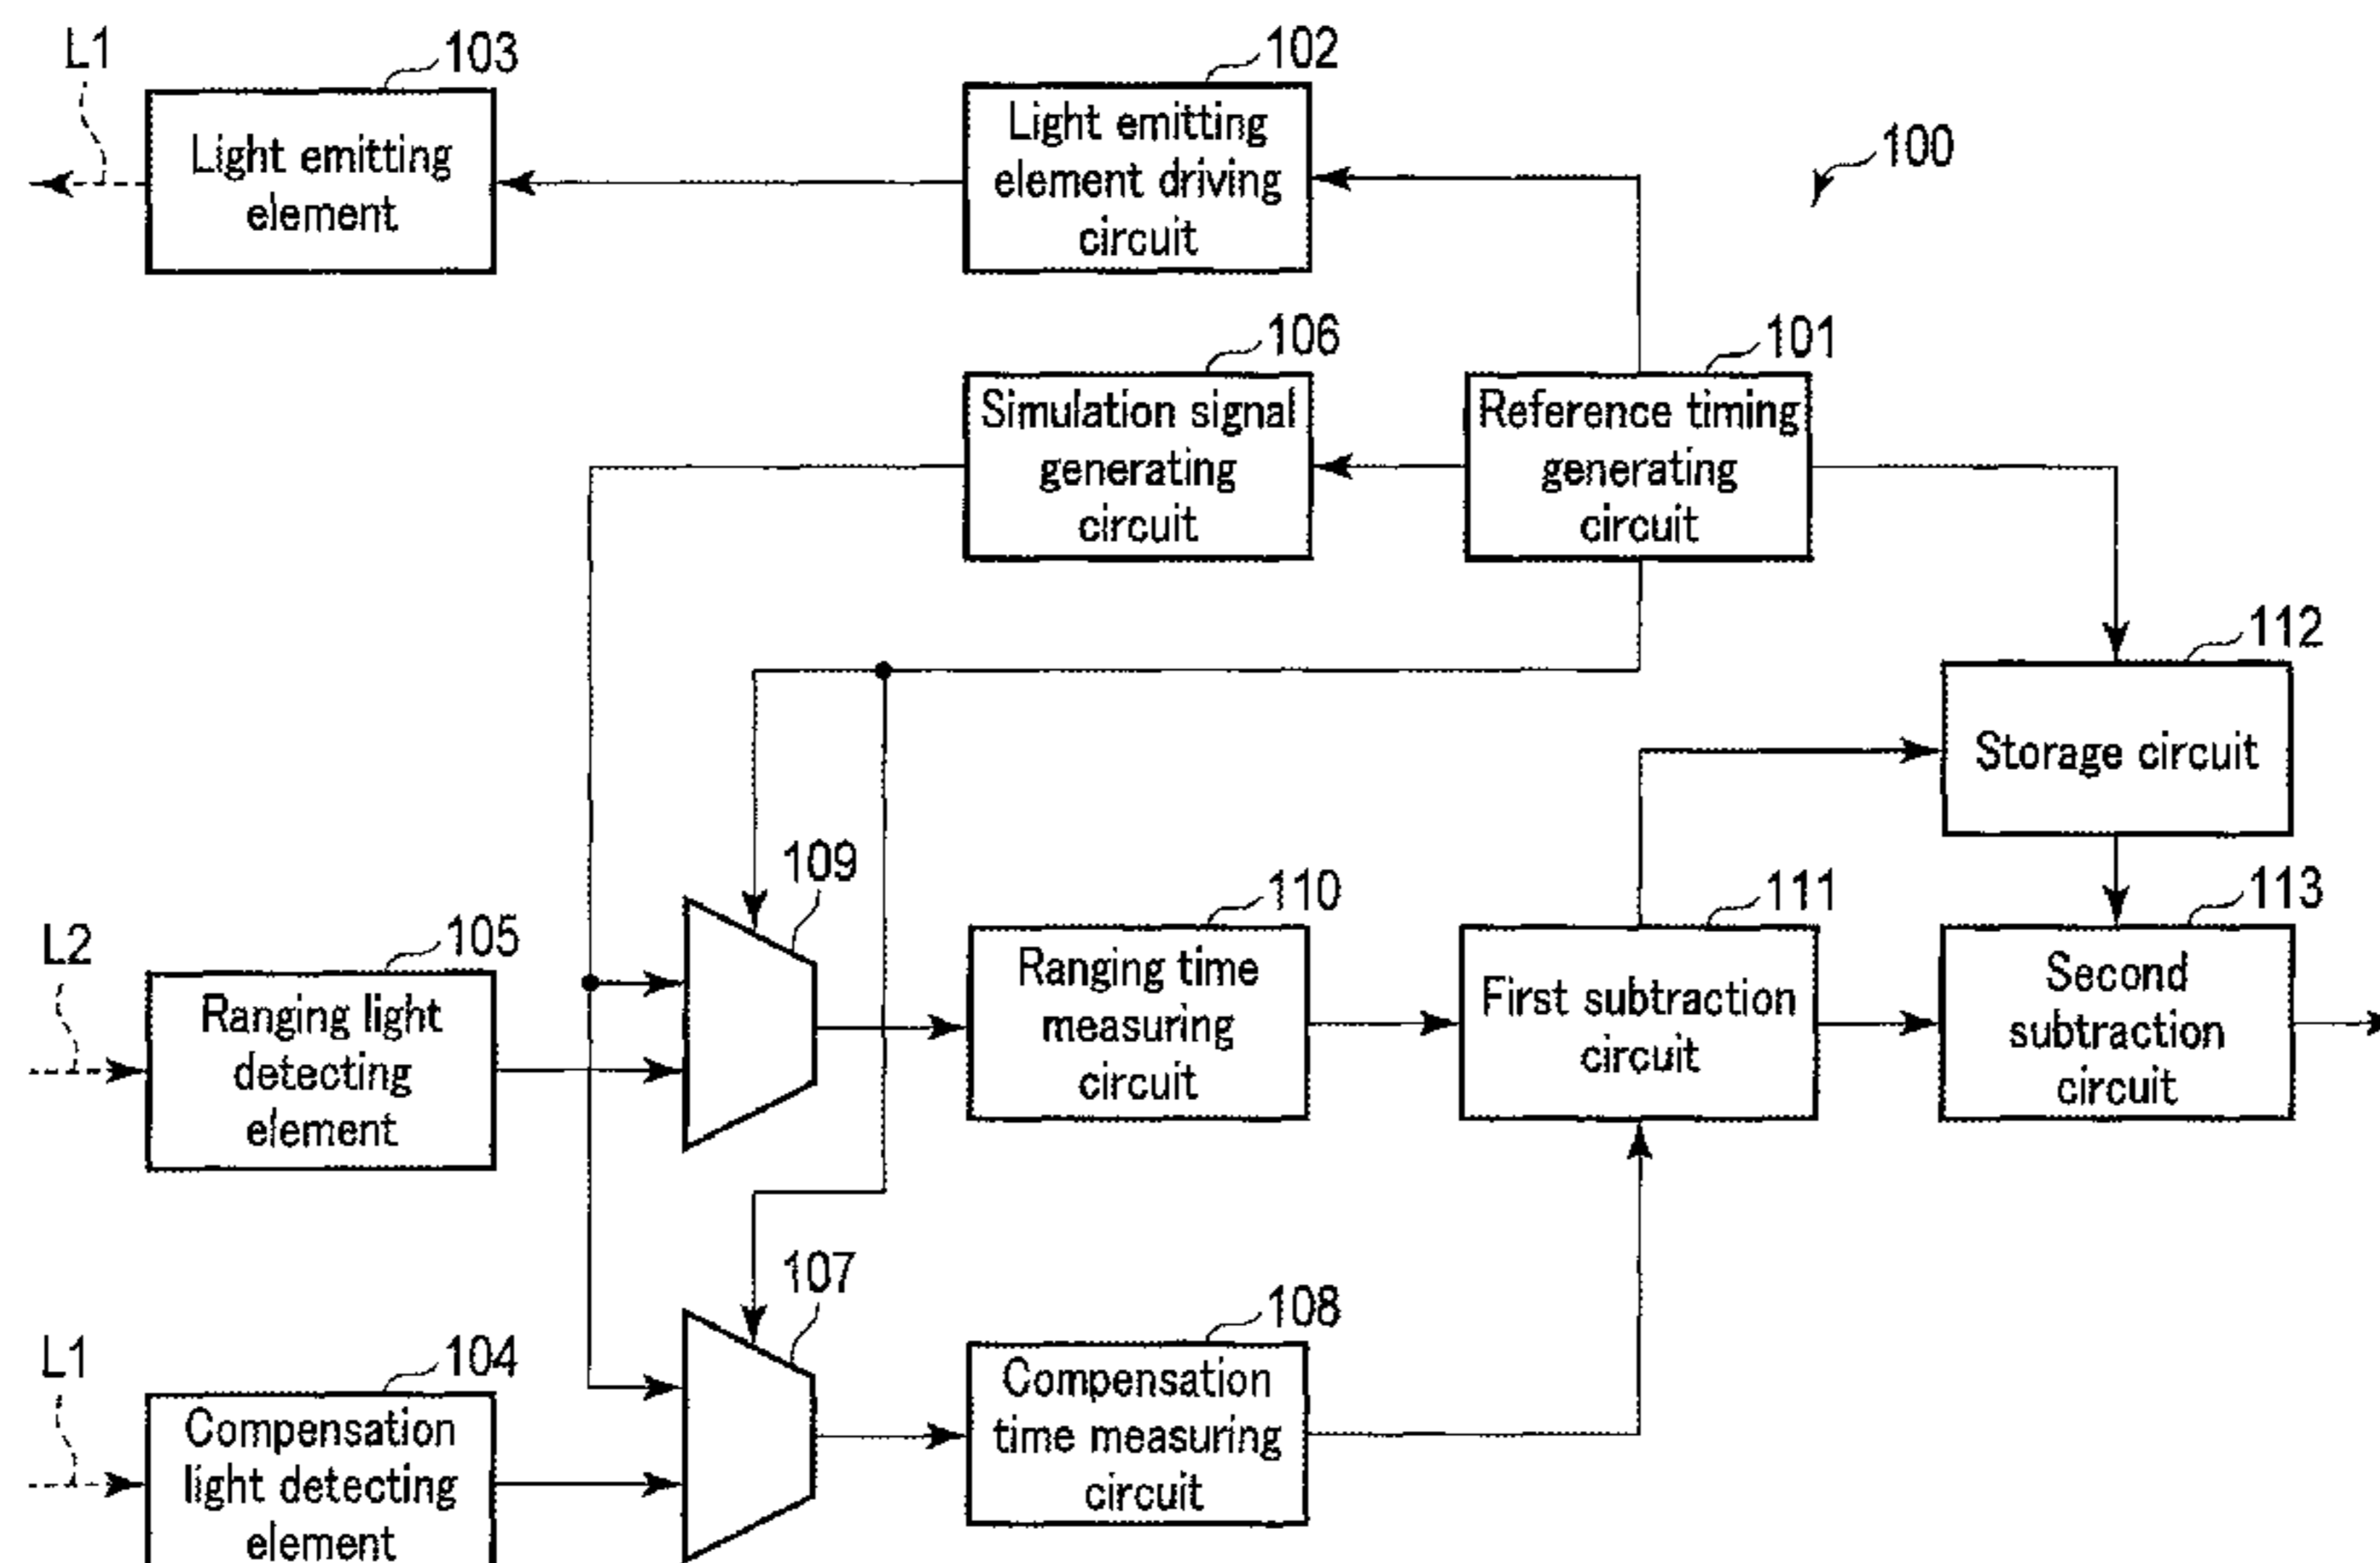 L1
103
Light emitting
element
102
Light emitting
element driving
circuit
100
106
Simulation signal
generating
circuit
101
Reference timing
generating
circuit
112
Storage circuit
109
L2
105
Ranging light
detecting
element
110
Ranging time
measuring
circuit
111
First subtraction
circuit
113
Second
subtraction
circuit
107
L1
104
Compensation
light detecting
element
108
Compensation
time measuring
circuit